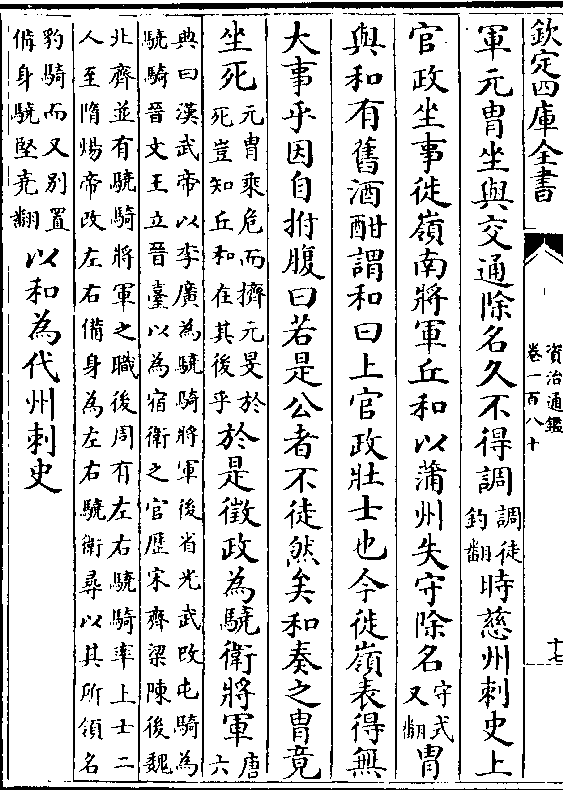 欽定四庫全書
資治通鑑
卷一百八十
十七
軍元胄坐與交通除名久不得調調徒
釣翻時慈州刺史上
官政坐事徙嶺南將軍丘和以蒲州失守除名守式
又翻胄
與和有舊酒酣謂和曰上官政壯士也今徙嶺表得無
大事乎因自拊腹曰若是公者不徒然矣和奏之胄竟
坐死元胄乘危而擠元旻於
死豈知丘和在其後乎於是徵政為驍衛將軍唐
六
典曰漢武帝以李廣為驍騎將軍後省光武改屯騎為
驍騎晉文王立晉臺以為宿衛之官歷宋齊梁陳後魏
北齊並有驍騎將軍之職後周有左右驍騎率上士二
人至隋煬帝改左右備身為左右驍衛尋以其所領名
豹騎而又別置
備身驍堅堯翻以和為代州刺史